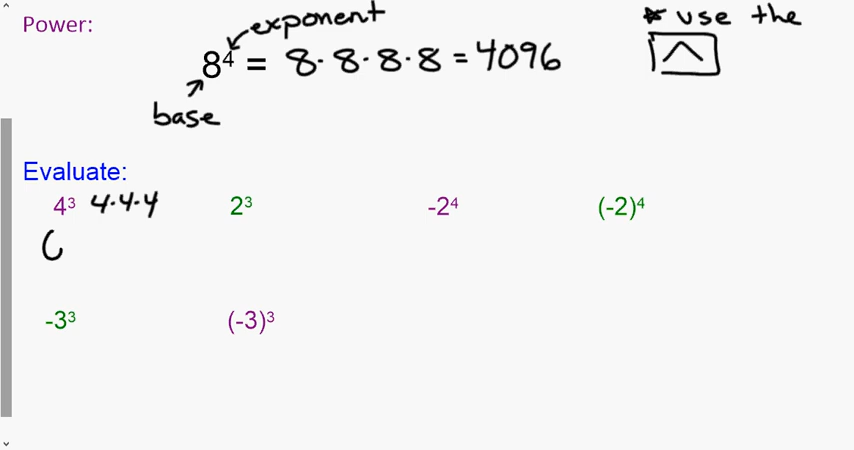 Power:
exponent
* use the
8⁴ = 8·8·8·8 = 4096
^
base
Evaluate:
4³ 4·4·4 2³ -2⁴ (-2)⁴
-3³ (-3)³